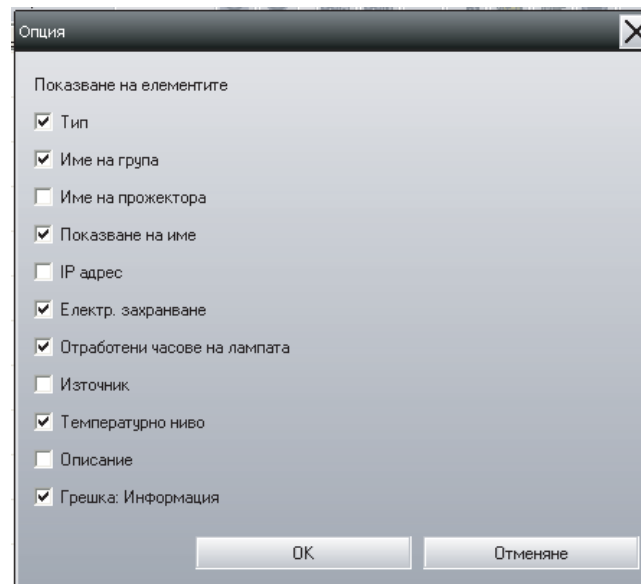 Опция
Показване на елементите
Тип
Име на група
Име на прожектора
Показване на име
IP адрес
Електр. захранване
Отработени часове на лампата
Източник
Температурно ниво
Описание
Грешка: Информация
OK Отменяне